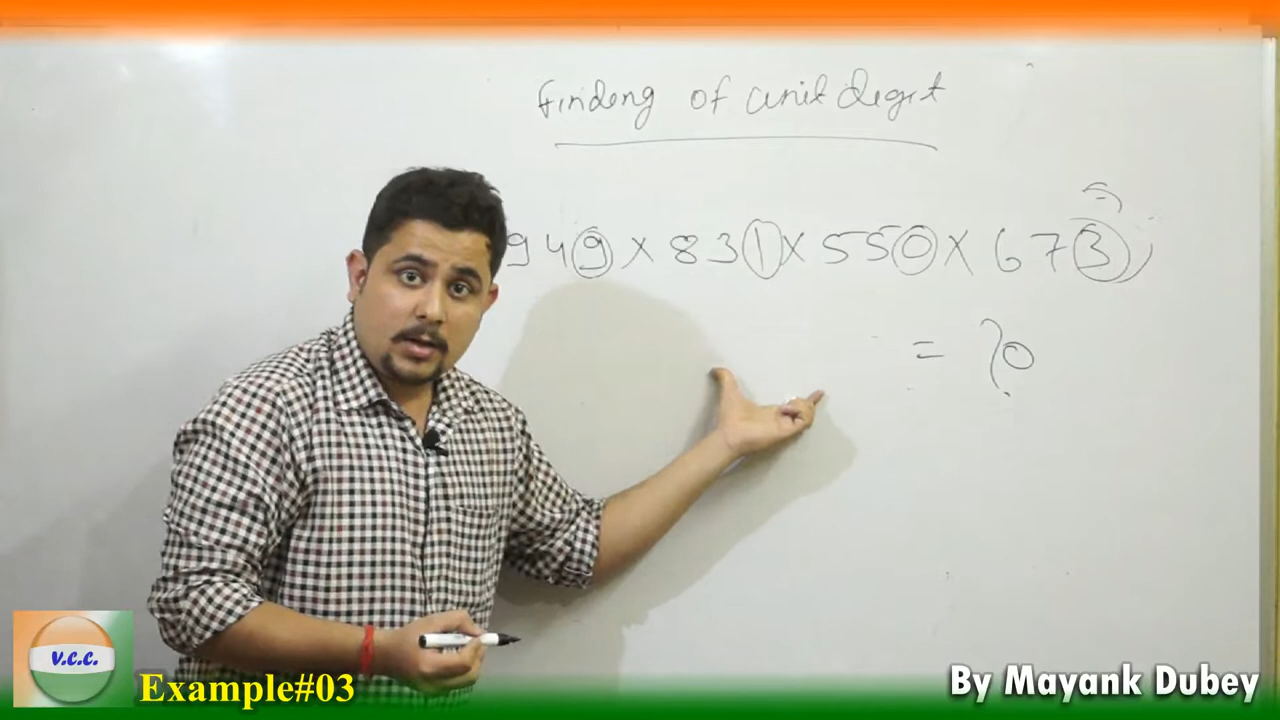 Finding of unit digit
949 X 831 X 550 X 673
= ? 0
V.C.C.
Example#03
By Mayank Dubey